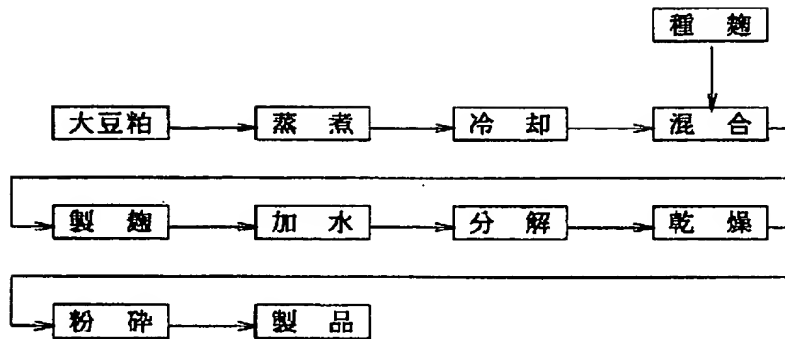 種麹
大豆粕 蒸煮 冷却 混合
製麹 加水 分解 乾燥
粉砕 製品